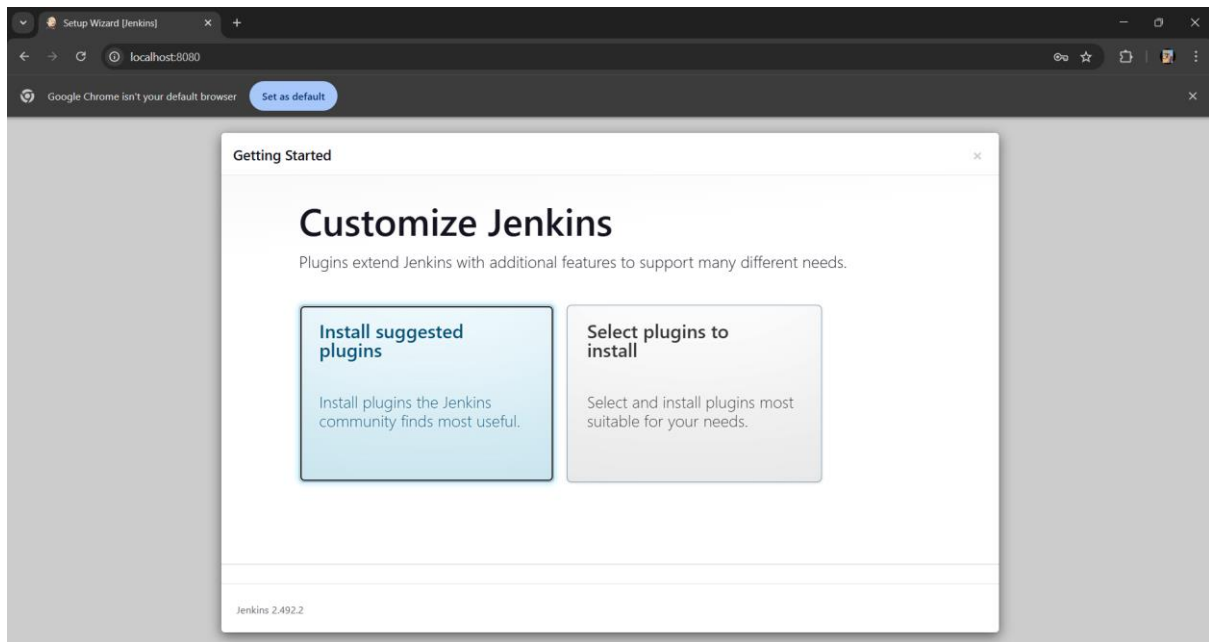 Setup Wizard [Jenkins]
localhost:8080
Google Chrome isn't your default browser Set as default
Getting Started
Customize Jenkins
Plugins extend Jenkins with additional features to support many different needs.
Install suggested
plugins
Install plugins the Jenkins
community finds most useful.
Select plugins to
install
Select and install plugins most
suitable for your needs.
Jenkins 2.492.2